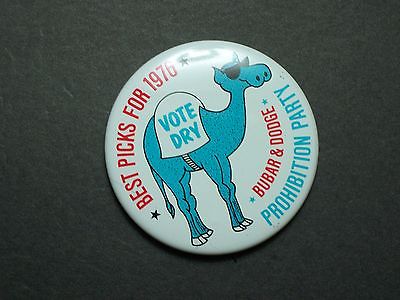 ★ BEST PICKS FOR 1976 ★
VOTE
DRY
★ BUBAR & DODGE ★
PROHIBITION PARTY